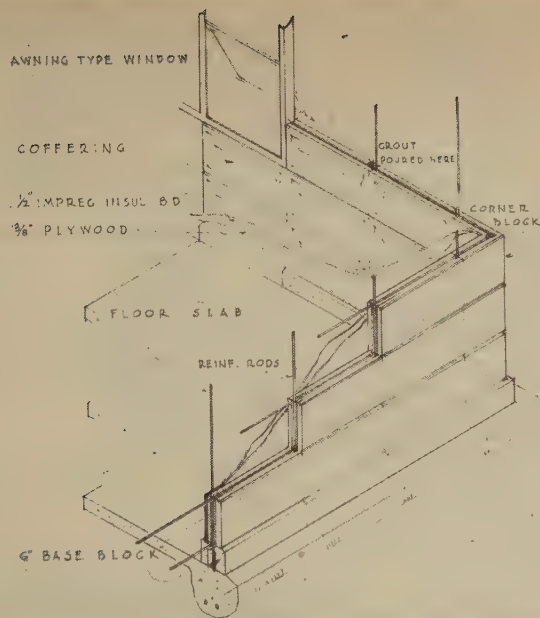 AWNING TYPE WINDOW
COFFERING
GROUT
POURED HERE
½" IMPREG INSUL BD
⅜" PLYWOOD
CORNER
BLOCK
FLOOR SLAB
REINF. RODS
6" BASE BLOCK